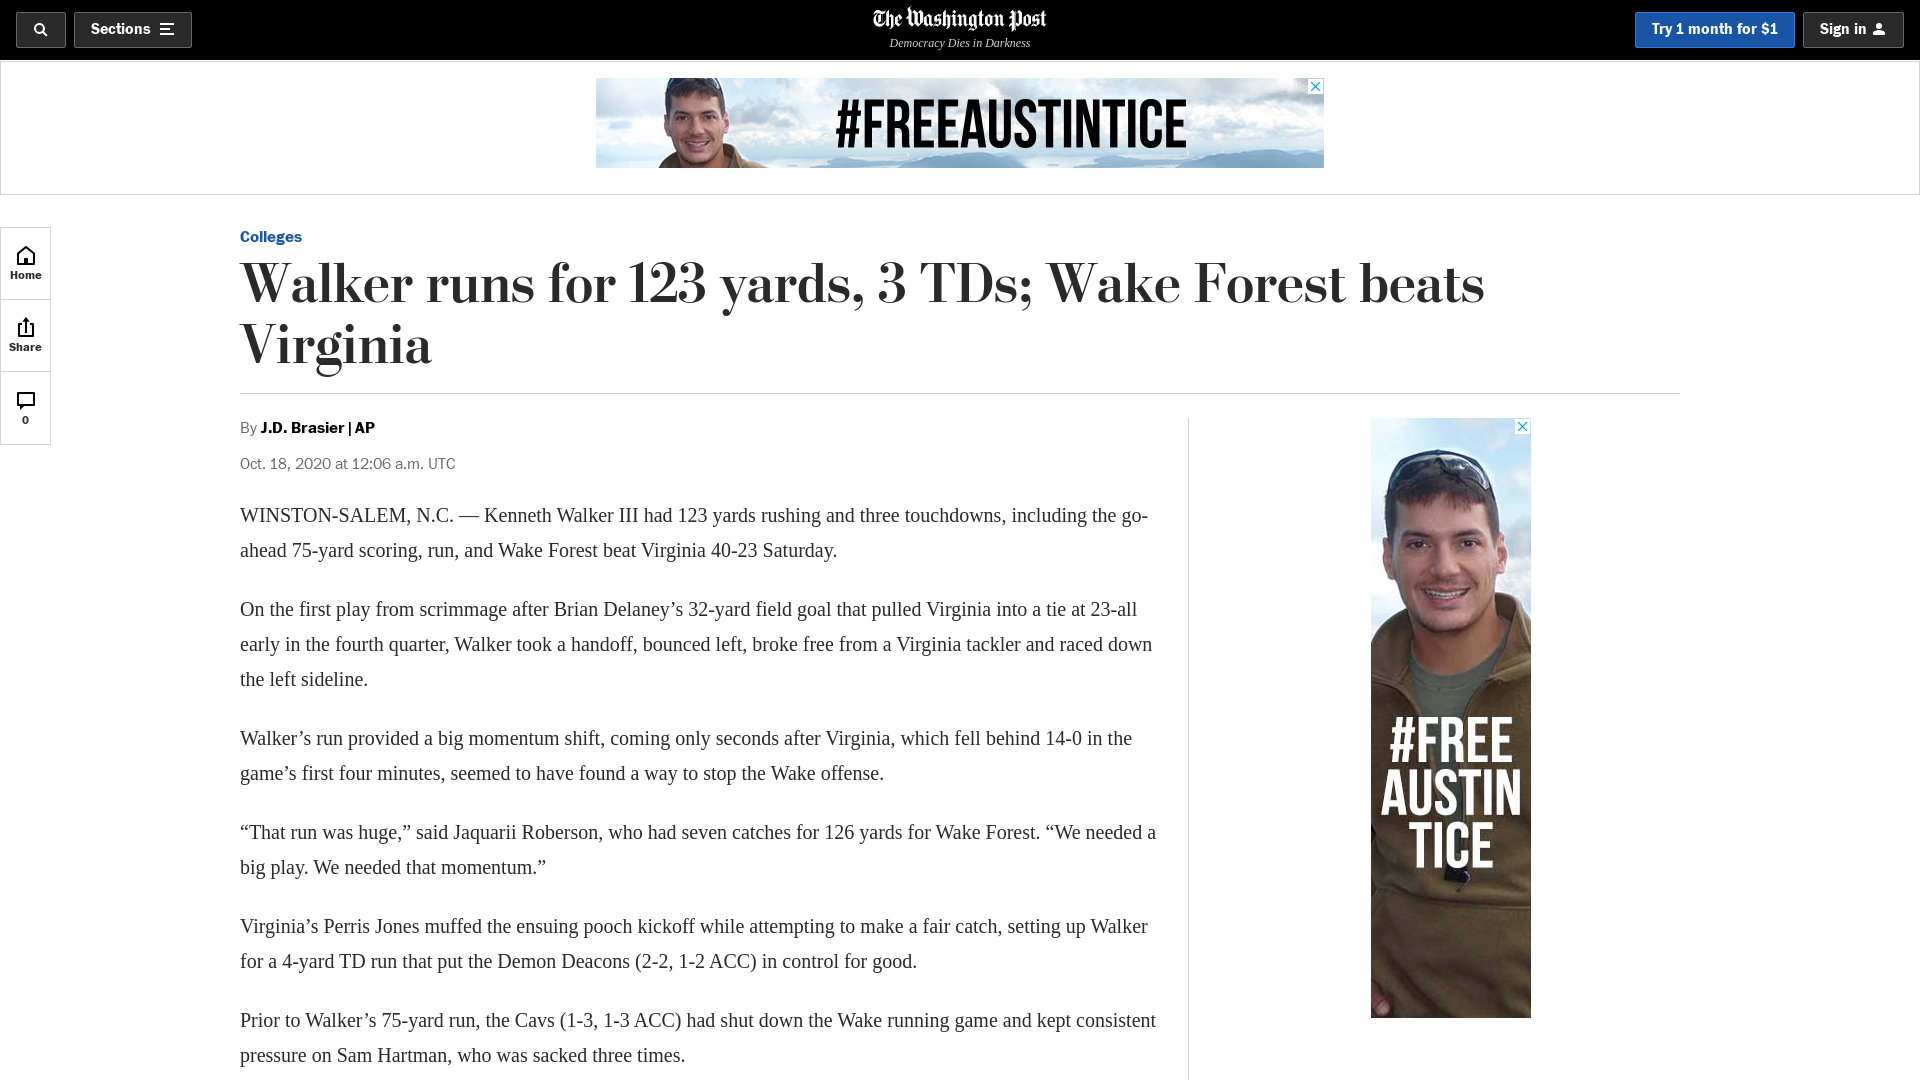 Sections
The Washington Post
Democracy Dies in Darkness
Try 1 month for $1
Sign in
#FREEAUSTINTICE
Home
Share
0
Colleges
Walker runs for 123 yards, 3 TDs; Wake Forest beats
Virginia
By J.D. Brasier | AP
Oct. 18, 2020 at 12:06 a.m. UTC
WINSTON-SALEM, N.C. — Kenneth Walker III had 123 yards rushing and three touchdowns, including the go-
ahead 75-yard scoring, run, and Wake Forest beat Virginia 40-23 Saturday.
On the first play from scrimmage after Brian Delaney’s 32-yard field goal that pulled Virginia into a tie at 23-all
early in the fourth quarter, Walker took a handoff, bounced left, broke free from a Virginia tackler and raced down
the left sideline.
Walker’s run provided a big momentum shift, coming only seconds after Virginia, which fell behind 14-0 in the
game’s first four minutes, seemed to have found a way to stop the Wake offense.
“That run was huge,” said Jaquarii Roberson, who had seven catches for 126 yards for Wake Forest. “We needed a
big play. We needed that momentum.”
Virginia’s Perris Jones muffed the ensuing pooch kickoff while attempting to make a fair catch, setting up Walker
for a 4-yard TD run that put the Demon Deacons (2-2, 1-2 ACC) in control for good.
Prior to Walker’s 75-yard run, the Cavs (1-3, 1-3 ACC) had shut down the Wake running game and kept consistent
pressure on Sam Hartman, who was sacked three times.
#FREE
AUSTIN
TICE